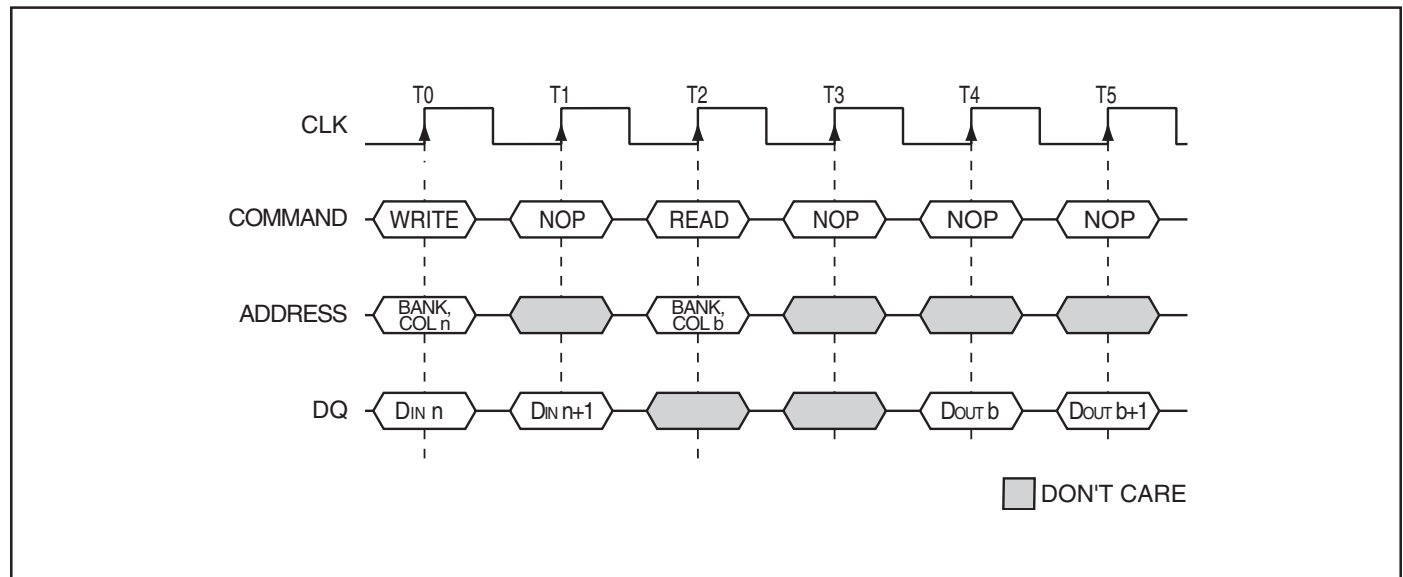 T0 T1 T2 T3 T4 T5
CLK
COMMAND WRITE NOP READ NOP NOP NOP
ADDRESS BANK, COL n BANK, COL b
DQ DIN n DIN n+1 DOUT b DOUT b+1
DON'T CARE